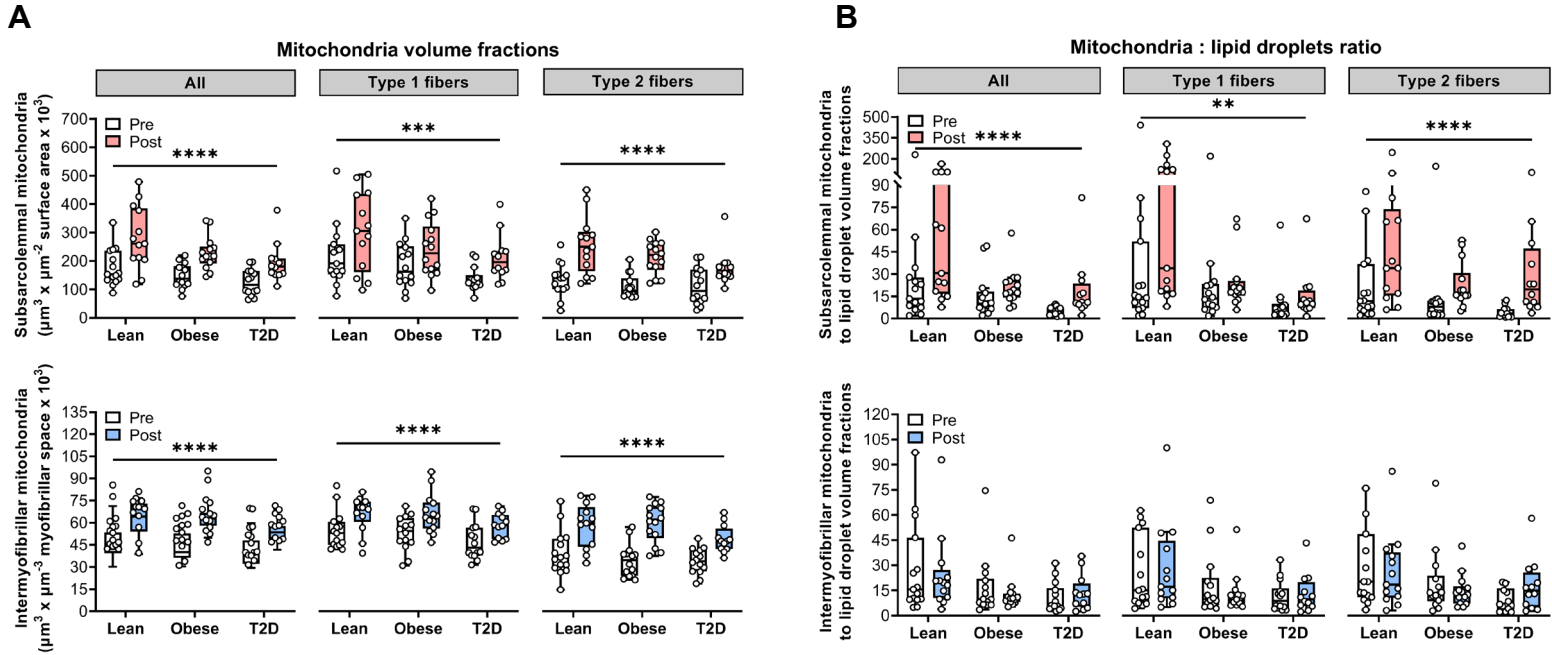 A
Mitochondria volume fractions
All
Type 1 fibers
Type 2 fibers
Subsarcolemmal mitochondria
(μm³ x μm⁻² surface area x 10³)
700
600
500
400
300
200
100
0
Pre
Post
****
***
****
Lean
Obese
T2D
Lean
Obese
T2D
Lean
Obese
T2D
Intermyofibrillar mitochondria
(μm³ x μm⁻³ myofibrillar space x 10³)
135
120
105
90
75
60
45
30
15
0
Pre
Post
****
****
****
Lean
Obese
T2D
Lean
Obese
T2D
Lean
Obese
T2D
B
Mitochondria : lipid droplets ratio
All
Type 1 fibers
Type 2 fibers
Subsarcolemmal mitochondria
to lipid droplet volume fractions
500
350
200
90
75
60
45
30
15
0
Pre
Post
****
**
****
Lean
Obese
T2D
Lean
Obese
T2D
Lean
Obese
T2D
Intermyofibrillar mitochondria
to lipid droplet volume fractions
120
105
90
75
60
45
30
15
0
Pre
Post
Lean
Obese
T2D
Lean
Obese
T2D
Lean
Obese
T2D